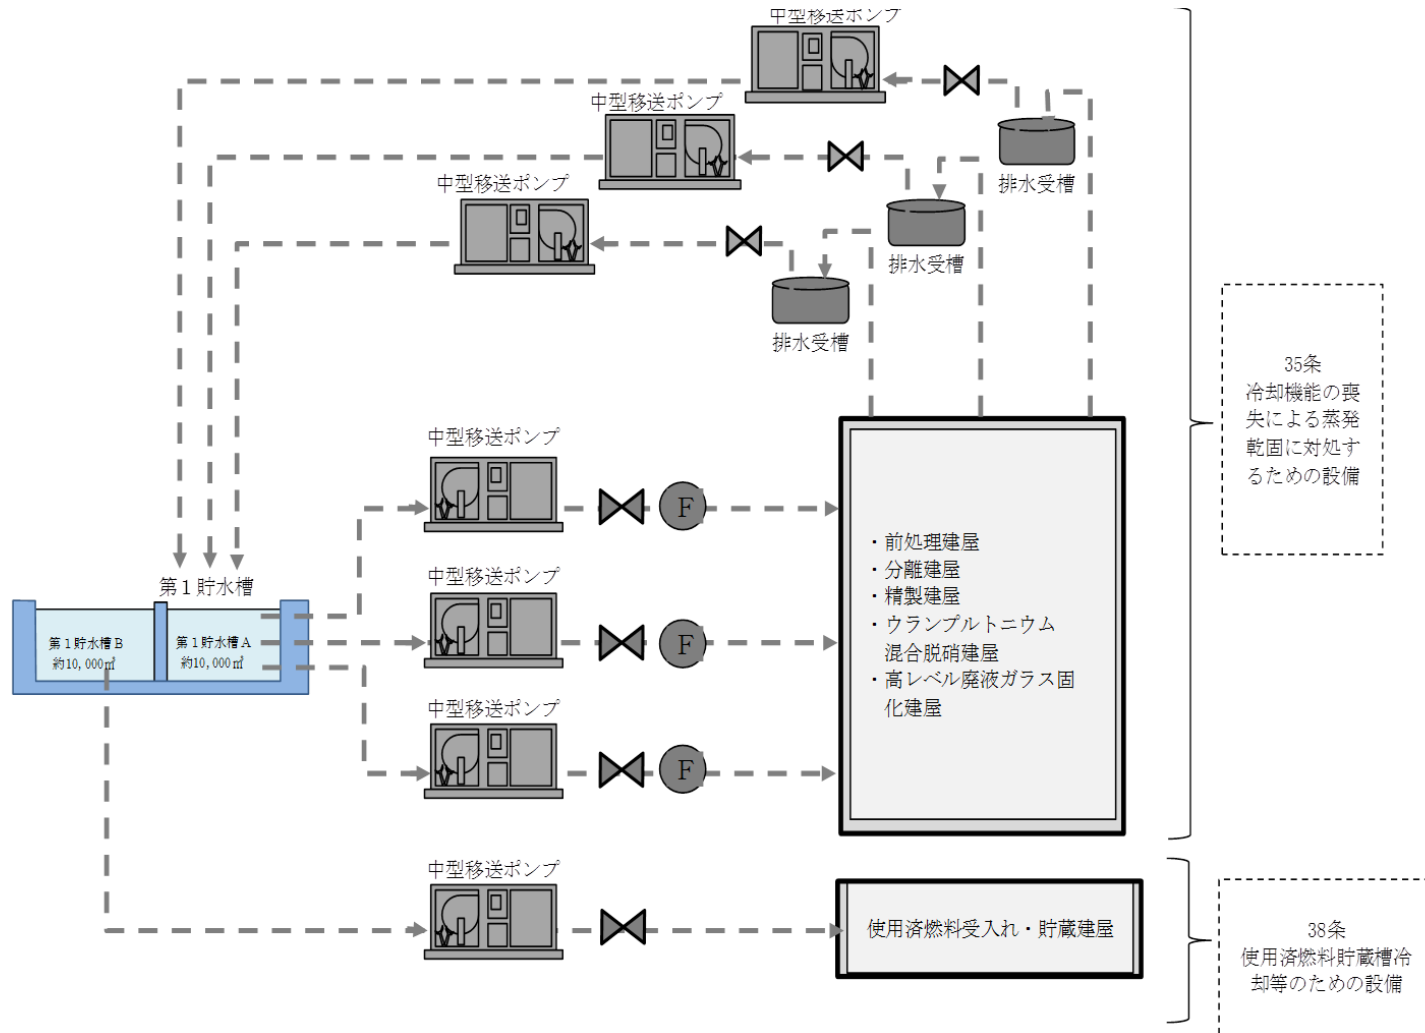 中型移送ポンプ
中型移送ポンプ
中型移送ポンプ
排水受槽
排水受槽
排水受槽
35条
冷却機能の喪
失による蒸発
乾固に対処す
るための設備
中型移送ポンプ
F
中型移送ポンプ
F
中型移送ポンプ
F
・前処理建屋
・分離建屋
・精製建屋
・ウランプルトニウム
混合脱硝建屋
・高レベル廃液ガラス固
化建屋
第１貯水槽
第１貯水槽Ｂ
約10,000㎥
第１貯水槽Ａ
約10,000㎥
中型移送ポンプ
使用済燃料受入れ・貯蔵建屋
38条
使用済燃料貯蔵槽冷
却等のための設備